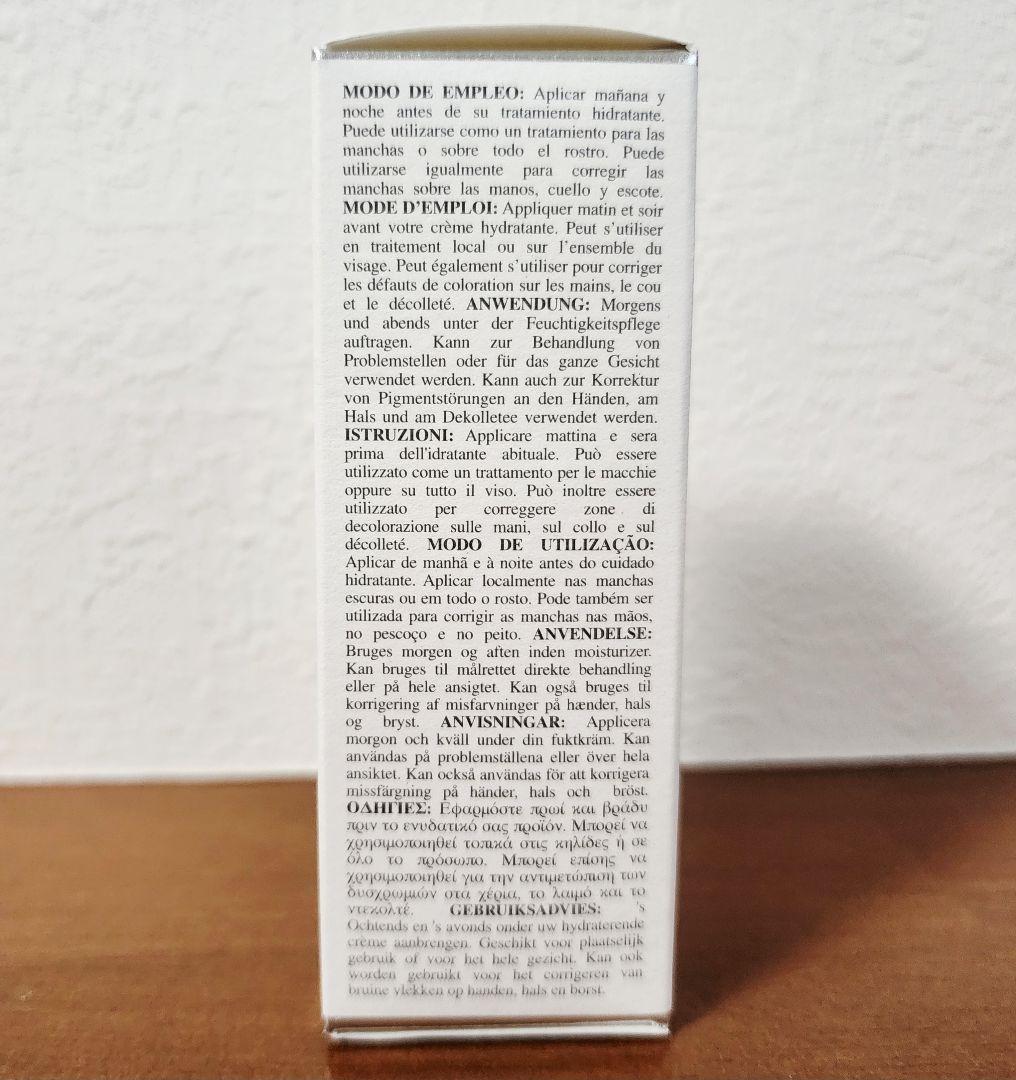 MODO DE EMPLEO: Aplicar mañana y
noche antes de su tratamiento hidratante.
Puede utilizarse como un tratamiento para las
manchas o sobre todo el rostro. Puede
utilizarse igualmente para corregir las
manchas sobre las manos, cuello y escote.
MODE D'EMPLOI: Appliquer matin et soir
avant votre crème hydratante. Peut s'utiliser
en traitement local ou sur l'ensemble du
visage. Peut également s'utiliser pour corriger
les défauts de coloration sur les mains, le cou
et le décolleté. ANWENDUNG: Morgens
und abends unter der Feuchtigkeitspflege
auftragen. Kann zur Behandlung von
Problemstellen oder für das ganze Gesicht
verwendet werden. Kann auch zur Korrektur
von Pigmentstörungen an den Händen, am
Hals und am Dekolletee verwendet werden.
ISTRUZIONI: Applicare mattina e sera
prima dell'idratante abituale. Può essere
utilizzato come un trattamento per le macchie
oppure su tutto il viso. Può inoltre essere
utilizzato per correggere zone di
decolorazione sulle mani, sul collo e sul
décolleté. MODO DE UTILIZAÇÃO:
Aplicar de manhã e à noite antes do cuidado
hidratante. Aplicar localmente nas manchas
escuras ou em todo o rosto. Pode também ser
utilizada para corrigir as manchas nas mãos,
no pescoço e no peito. ANVENDELSE:
Bruges morgen og aften inden moisturizer.
Kan bruges til målrettet direkte behandling
eller på hele ansigtet. Kan også bruges til
korrigering af misfarvninger på hænder, hals
og bryst. ANVISNINGAR: Applicera
morgon och kväll under din fuktkräm. Kan
användas på problemställena eller över hela
ansiktet. Kan också användas för att korrigera
missfärgning på händer, hals och bröst.
ΟΔΗΓΙΕΣ: Εφαρμόστε πρωί και βράδυ
πριν το ενυδατικό σας προϊόν. Μπορεί να
χρησιμοποιηθεί τοπικά στις κηλίδες ή σε
όλο το πρόσωπο. Μπορεί επίσης να
χρησιμοποιηθεί για την αντιμετώπιση των
δυσχρωμιών στα χέρια, το λαιμό και το
ντεκολτέ. GEBRUIKSADVIES: 's
Ochtends en 's avonds onder uw hydraterende
crème aanbrengen. Geschikt voor plaatselijk
gebruik of voor het hele gezicht. Kan ook
worden gebruikt voor het corrigeren van
bruine vlekken op handen, hals en borst.